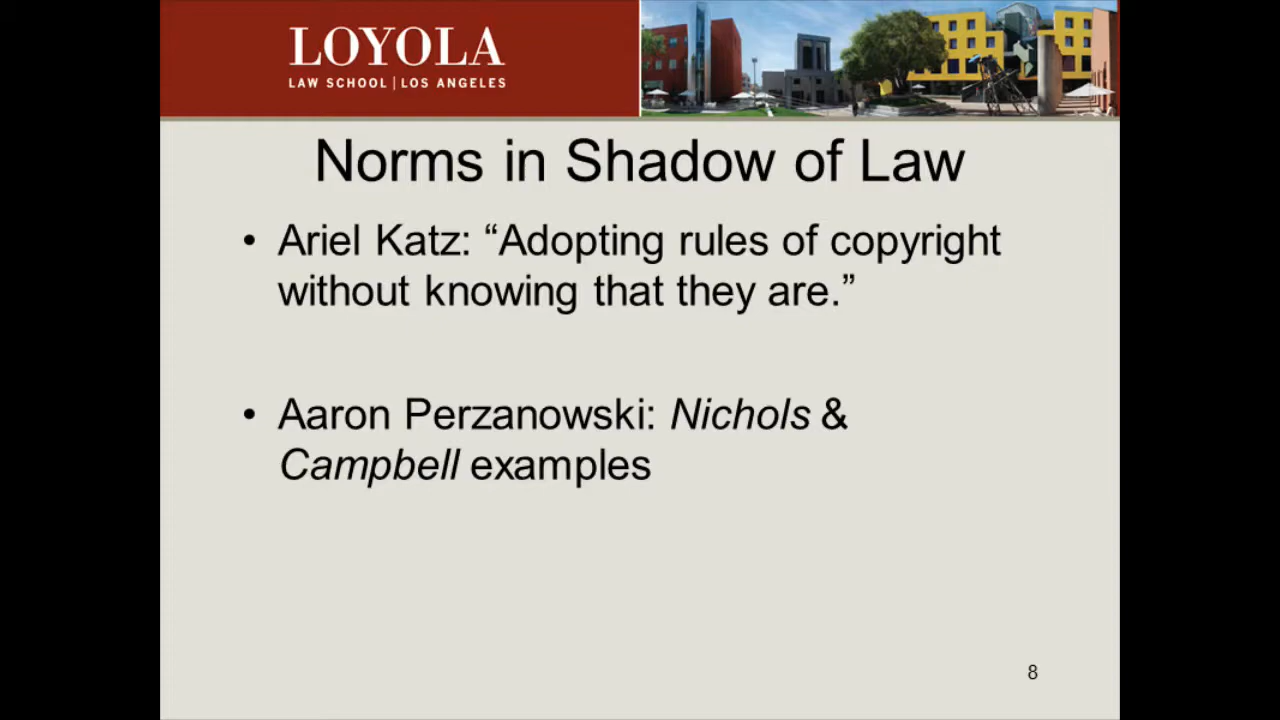 LOYOLA
LAW SCHOOL | LOS ANGELES
Norms in Shadow of Law
• Ariel Katz: “Adopting rules of copyright
without knowing that they are.”
• Aaron Perzanowski: Nichols &
Campbell examples
8